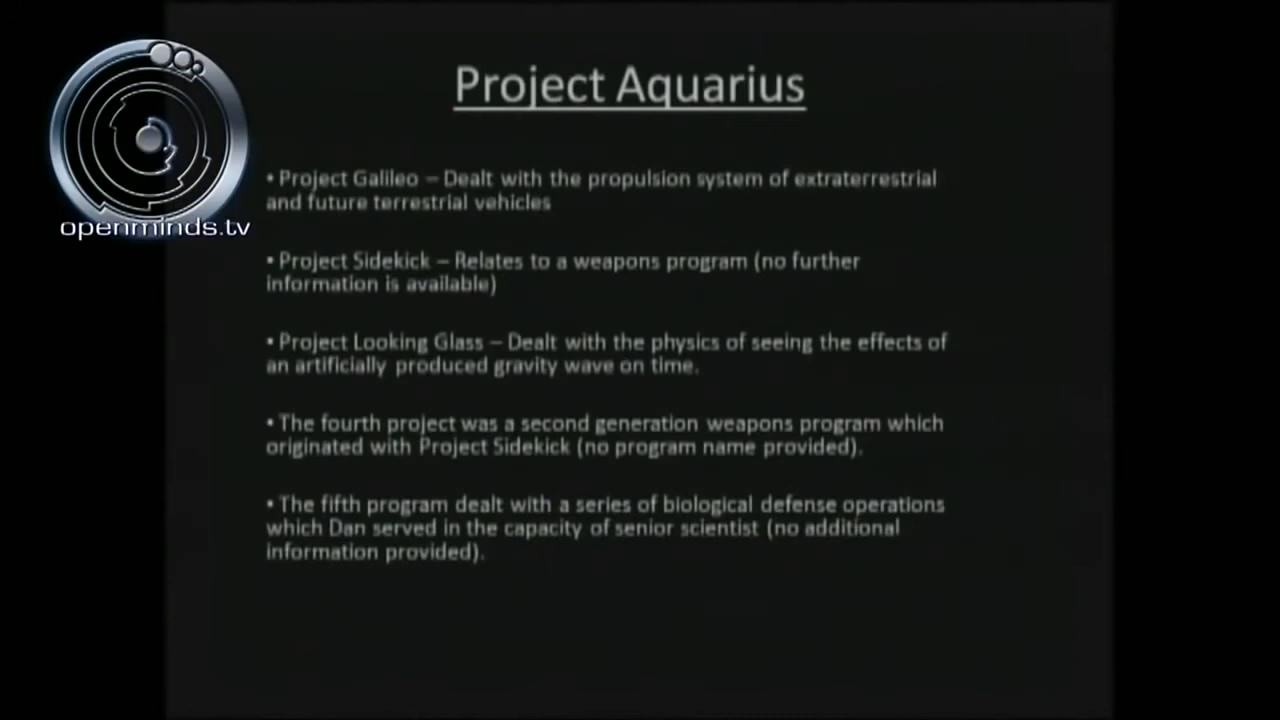 Project Aquarius
• Project Galileo – Dealt with the propulsion system of extraterrestrial
and future terrestrial vehicles
openminds.tv
• Project Sidekick – Relates to a weapons program (no further
information is available)
• Project Looking Glass – Dealt with the physics of seeing the effects of
an artificially produced gravity wave on time.
• The fourth project was a second generation weapons program which
originated with Project Sidekick (no program name provided).
• The fifth program dealt with a series of biological defense operations
which Dan served in the capacity of senior scientist (no additional
information provided).